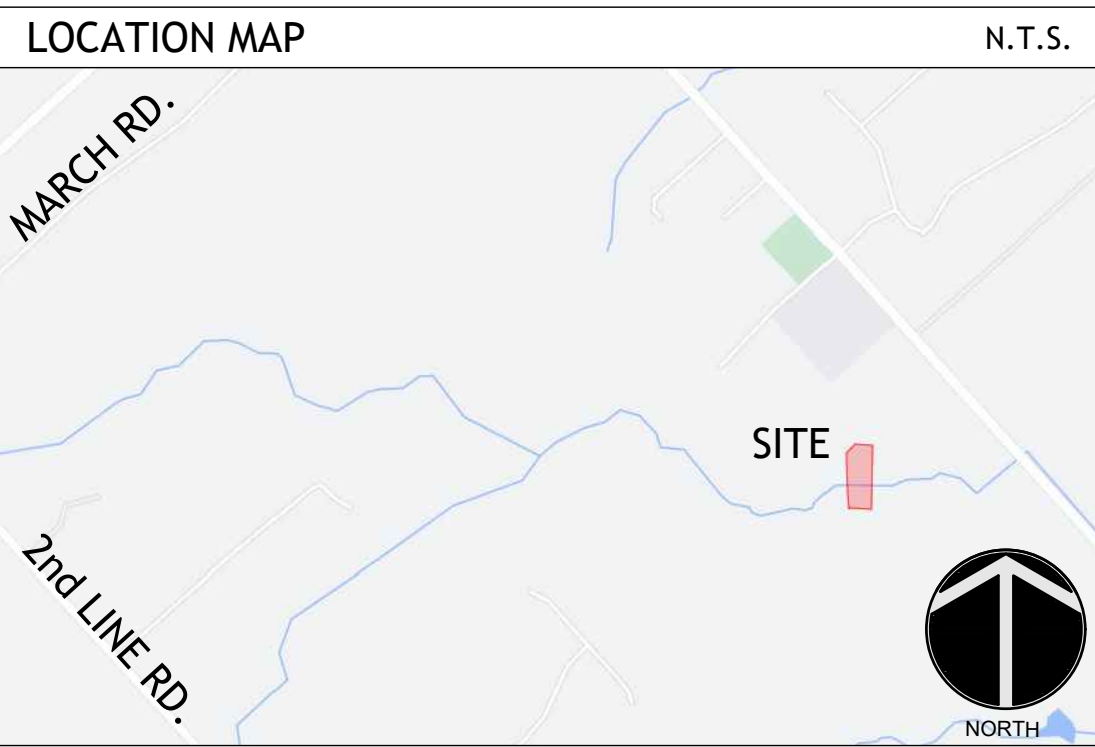 LOCATION MAP
N.T.S.
MARCH RD.
SITE
2nd LINE RD.
NORTH